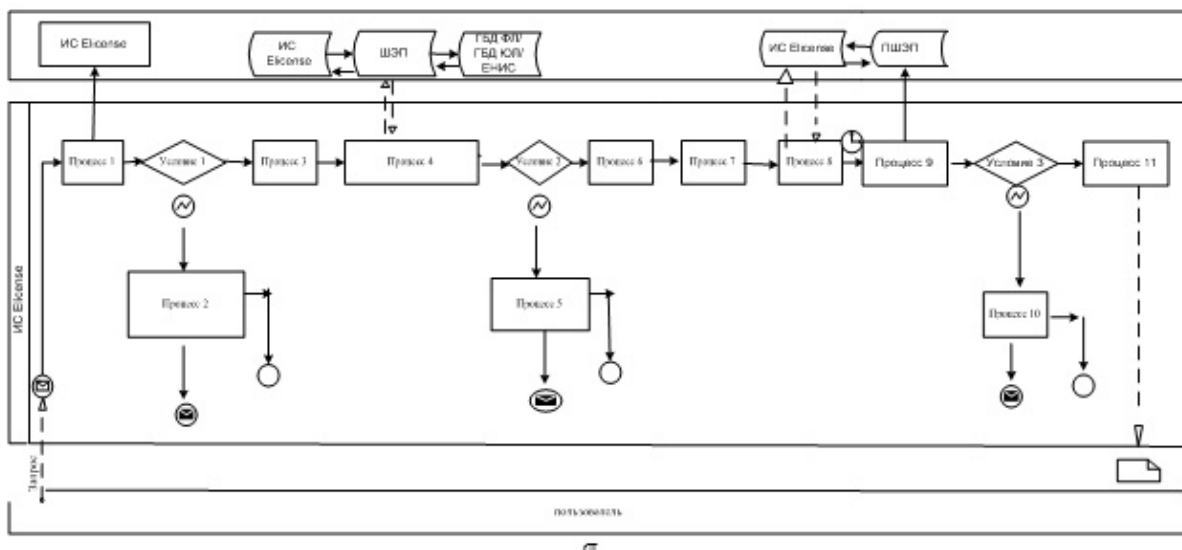 ИС Elicense
ИС
Elicense
ШЭП
ГБД ФЛ/
ГБД ЮЛ/
ЕНИС
ИС Elicense
ПШЭП
Процесс 1
Условие 1
Процесс 3
Процесс 4
Условие 2
Процесс 6
Процесс 7
Процесс 8
Процесс 9
Условие 3
Процесс 11
Процесс 2
Процесс 5
Процесс 10
ИС Elicense
Запрос
пользователь